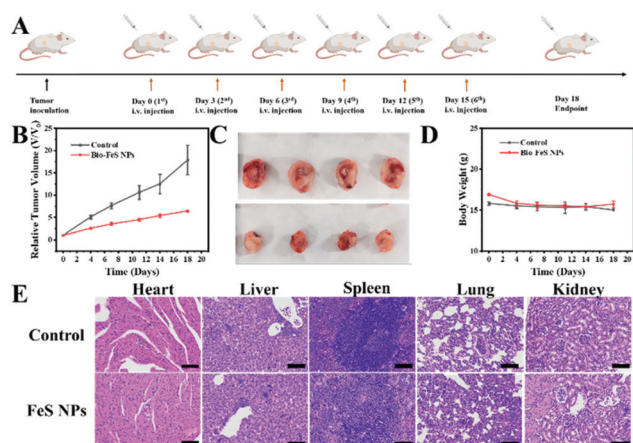 A
Tumor inoculation
Day 0 (1st) i.v. injection
Day 3 (2nd) i.v. injection
Day 6 (3rd) i.v. injection
Day 9 (4th) i.v. injection
Day 12 (5th) i.v. injection
Day 15 (6th) i.v. injection
Day 18 Endpoint
B
Relative Tumor Volume (V/V0)
25
20
15
10
5
0
Control
Bio-FeS NPs
0 2 4 6 8 10 12 14 16 18 20
Time (Days)
C
D
Body Weight (g)
20
15
10
Control
Bio FeS NPs
0 2 4 6 8 10 12 14 16 18 20
Time (Days)
E
Heart Liver Spleen Lung Kidney
Control
FeS NPs